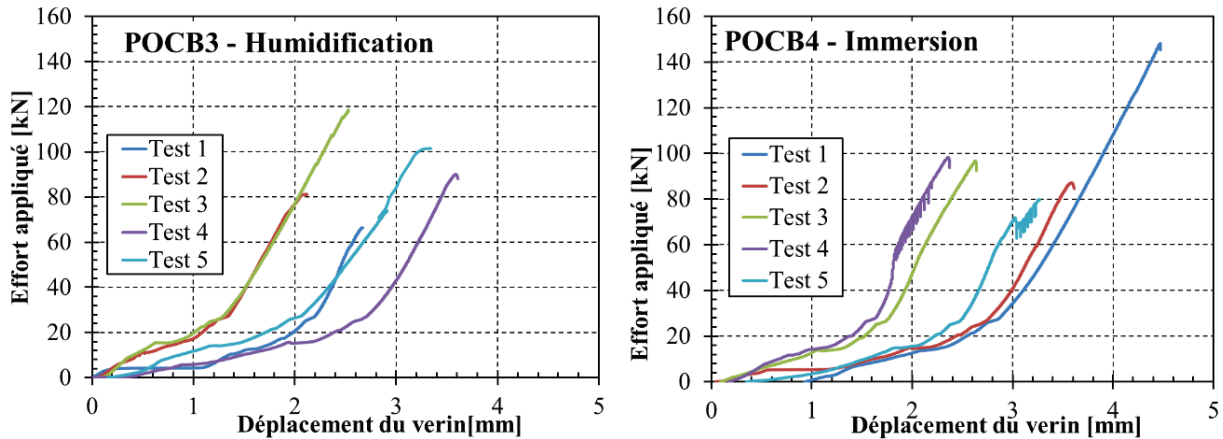 POCB3 - Humidification
Effort appliqué [kN]
160
140
120
100
80
60
40
20
0
Test 1
Test 2
Test 3
Test 4
Test 5
0 1 2 3 4 5
Déplacement du verin[mm]
POCB4 - Immersion
Effort appliqué [kN]
160
140
120
100
80
60
40
20
0
Test 1
Test 2
Test 3
Test 4
Test 5
0 1 2 3 4 5
Déplacement du verin [mm]